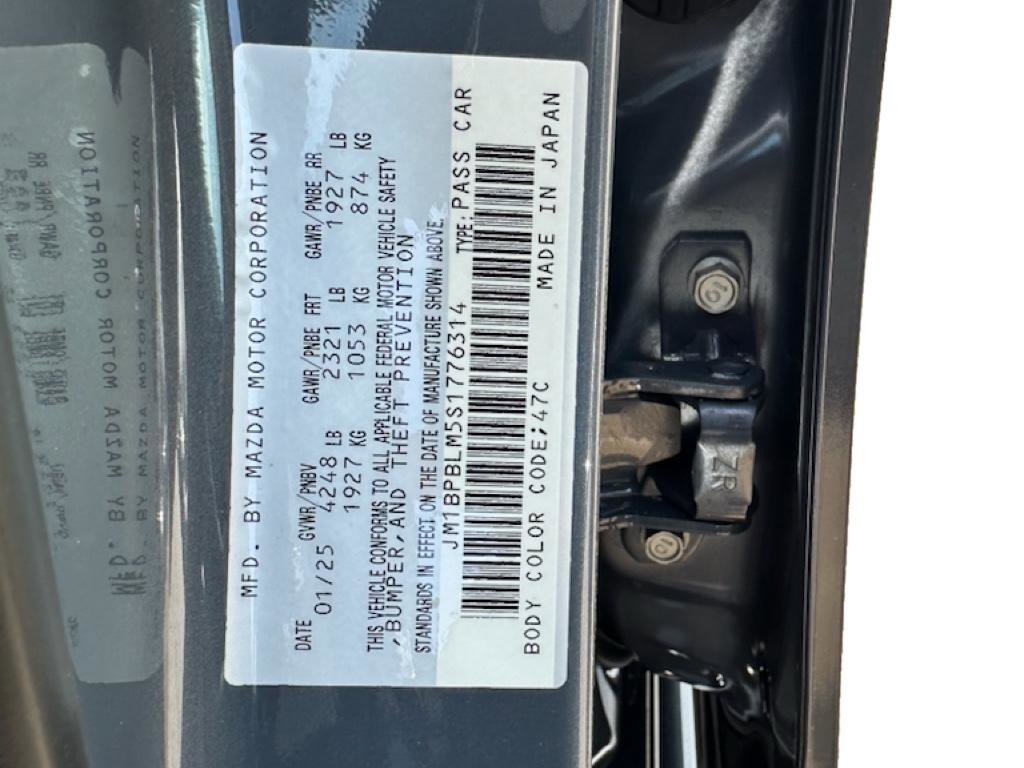 MFD. BY MAZDA MOTOR CORPORATION
DATE GVWR/PNBV GAWR/PNBE FRT GAWR/PNBE RR
01/25 4248 LB 2321 LB 1927 LB
1927 KG 1053 KG 874 KG
THIS VEHICLE CONFORMS TO ALL APPLICABLE FEDERAL MOTOR VEHICLE SAFETY
,BUMPER,AND THEFT PREVENTION
STANDARDS IN EFFECT ON THE DATE OF MANUFACTURE SHOWN ABOVE.
JM1BPBLM5S1776314 TYPE:PASS CAR
BODY COLOR CODE;47C MADE IN JAPAN
10
ZR
10